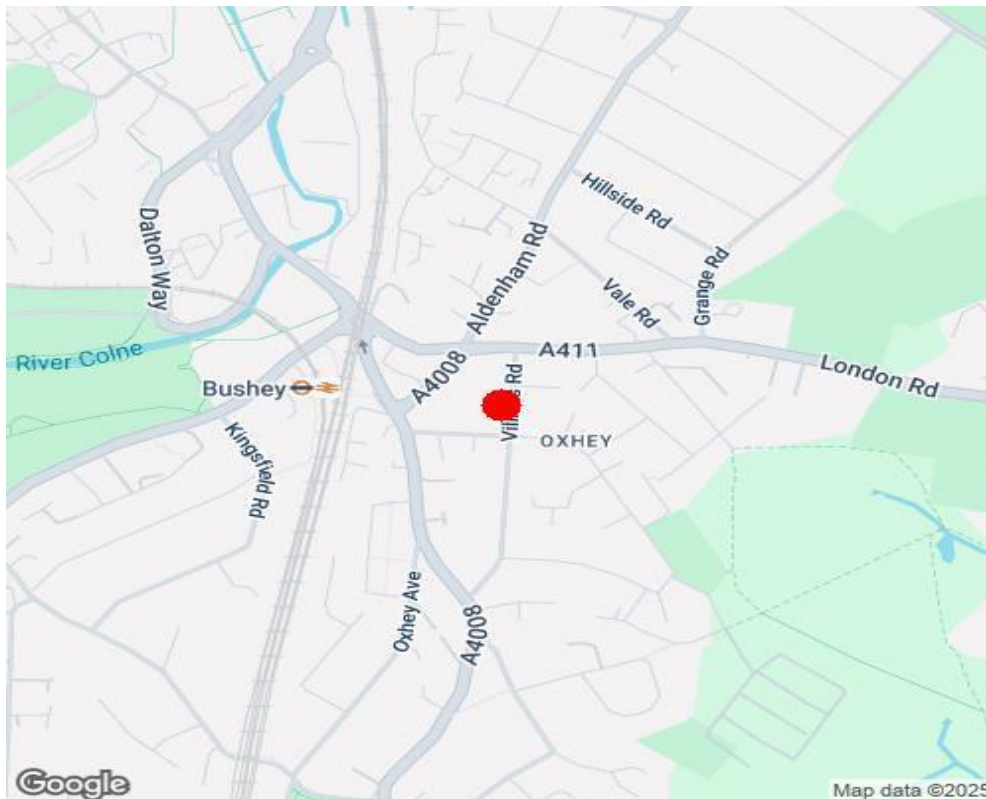 Hillside Rd
Dalton Way
Aldenham Rd
Grange Rd
Vale Rd
River Colne
A411
London Rd
A4008
Bushey
Rd
OXHEY
Kingsfield Rd
Oxhey Ave
A4008
Google
Map data ©2025